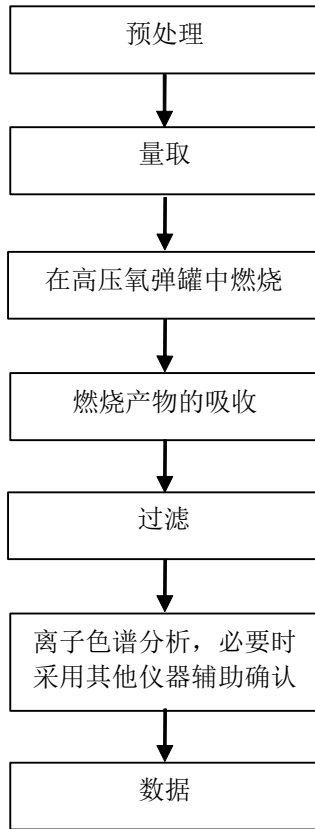 预处理
量取
在高压氧弹罐中燃烧
燃烧产物的吸收
过滤
离子色谱分析，必要时
采用其他仪器辅助确认
数据